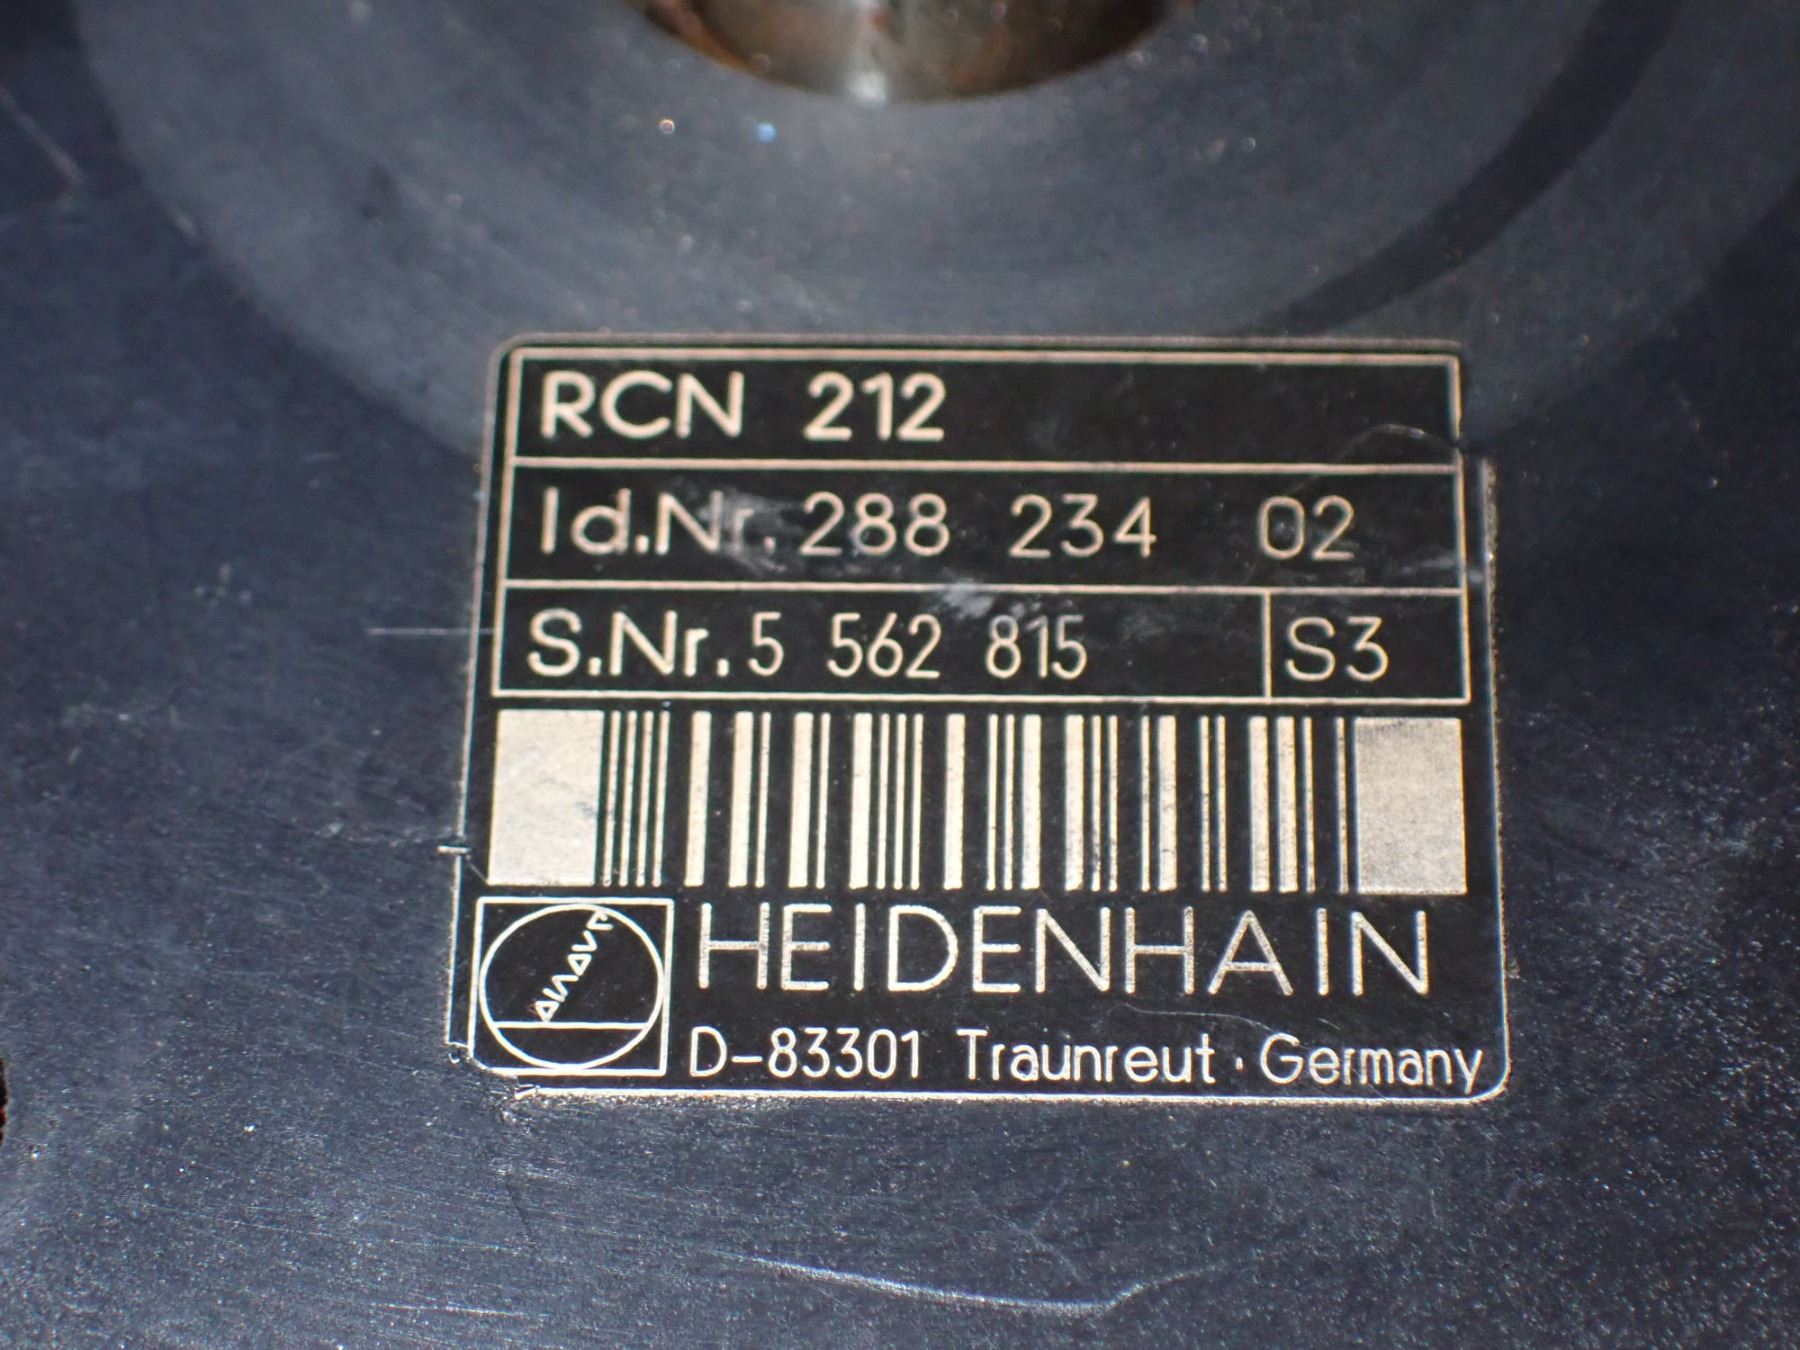 RCN 212
Id.Nr. 288 234 02
S.Nr. 5 562 815 S3
HEIDENHAIN
D-83301 Traunreut · Germany